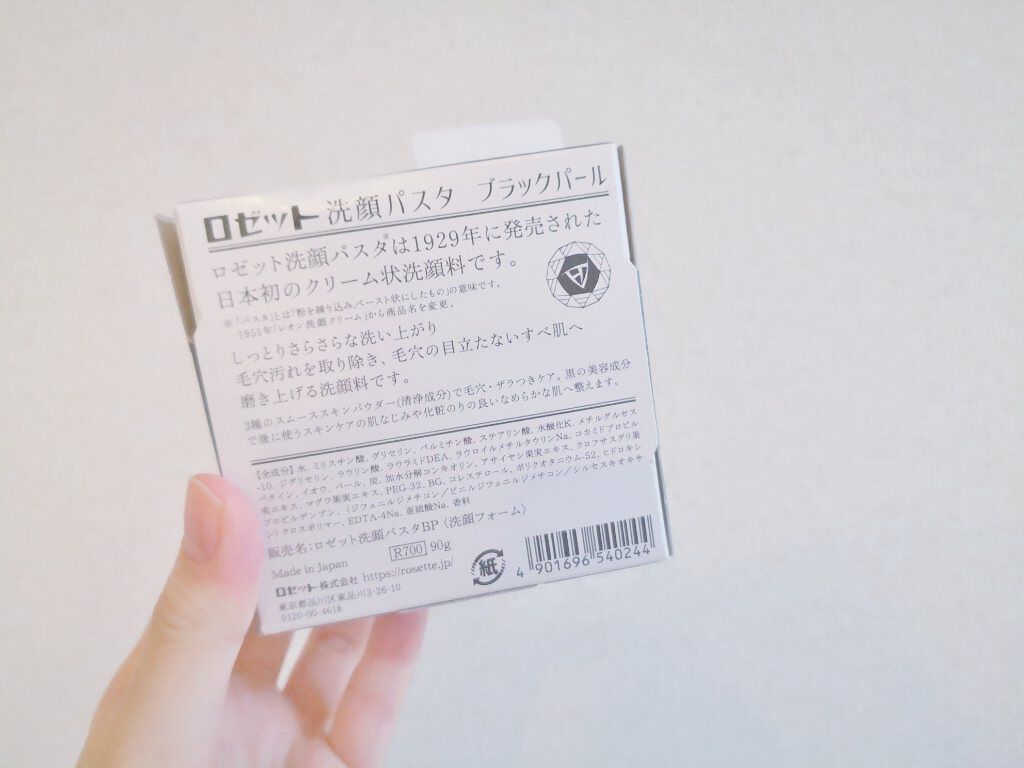 ロゼット 洗顔パスタ ブラックパール
ロゼット洗顔パスタ®は1929年に発売された
日本初のクリーム状洗顔料です。
※「パスタ」とは「粉を練り込みペースト状にしたもの」の意味です。
1951年「レオン洗顔クリーム」から商品名を変更。
しっとりさらさらな洗い上がり
毛穴汚れを取り除き、毛穴の目立たないすべ肌へ
磨き上げる洗顔料です。
3種のスムーススキンパウダー(清浄成分)で毛穴・ザラつきケア。黒の美容成分
で後に使うスキンケアの肌なじみや化粧のりの良いなめらかな肌へ整えます。
【全成分】水、ミリスチン酸、グリセリン、パルミチン酸、ステアリン酸、水酸化K、メチルグルセス
-10、ジグリセリン、ラウリン酸、ラウラミドDEA、ラウロイルメチルタウリンNa、コカミドプロピル
ベタイン、イオウ、パール、炭、加水分解コンキオリン、アサイヤシ果実エキス、クロフサスグリ果
実エキス、マグワ果実エキス、PEG-32、BG、コレステロール、ポリクオタニウム-52、ヒドロキシ
プロピルデンプン、(ジフェニルジメチコン/ビニルジフェニルジメチコン/シルセスキオキサ
ン)クロスポリマー、EDTA-4Na、亜硫酸Na、香料
販売名:ロゼット洗顔パスタBP〈洗顔フォーム〉
R700 90g
Made in Japan
ロゼット株式会社 https://rosette.jp/
東京都品川区東品川3-26-10
0120-00-4618
紙
4 901696 540244